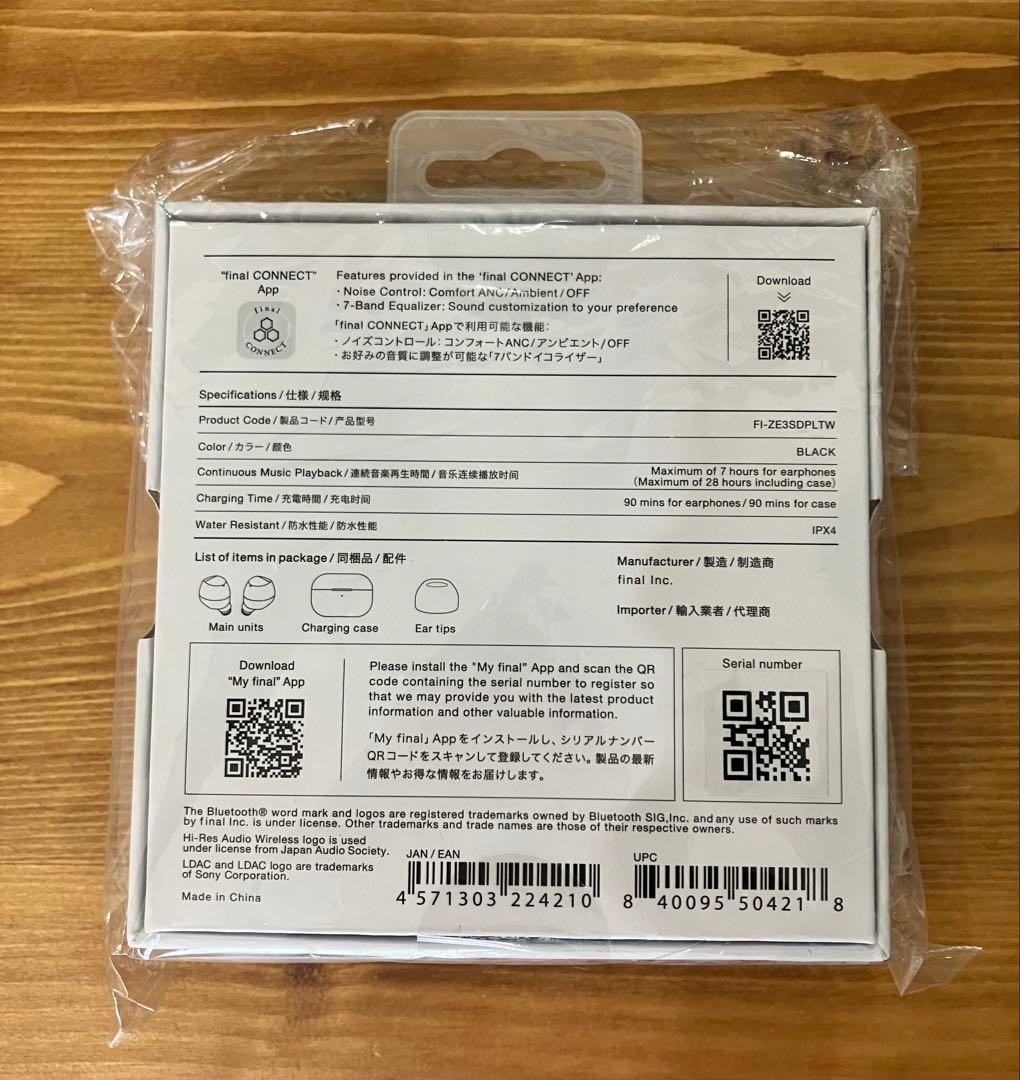 “final CONNECT”
App
final
CONNECT
Features provided in the ‘final CONNECT’ App:
・Noise Control: Comfort ANC/Ambient/OFF
・7-Band Equalizer: Sound customization to your preference
「final CONNECT」Appで利用可能な機能:
・ノイズコントロール:コンフォートANC/アンビエント/OFF
・お好みの音質に調整が可能な「7バンドイコライザー」
Download
Specifications/仕様/规格
Product Code/製品コード/产品型号 FI-ZE3SDPLTW
Color/カラー/颜色 BLACK
Continuous Music Playback/連続音楽再生時間/音乐连续播放时间 Maximum of 7 hours for earphones
(Maximum of 28 hours including case)
Charging Time/充電時間/充电时间 90 mins for earphones/90 mins for case
Water Resistant/防水性能/防水性能 IPX4
List of items in package/同梱品/配件
Main units
Charging case
Ear tips
Manufacturer/製造/制造商
final Inc.
Importer/輸入業者/代理商
Download
“My final” App
Please install the "My final" App and scan the QR
code containing the serial number to register so
that we may provide you with the latest product
information and other valuable information.
「My final」Appをインストールし、シリアルナンバー
QRコードをスキャンして登録してください。製品の最新
情報やお得な情報をお届けします。
Serial number
The Bluetooth® word mark and logos are registered trademarks owned by Bluetooth SIG,Inc. and any use of such marks
by final Inc. is under license. Other trademarks and trade names are those of their respective owners.
Hi-Res Audio Wireless logo is used
under license from Japan Audio Society.
LDAC and LDAC logo are trademarks
of Sony Corporation.
Made in China
JAN/EAN
4 571303 224210
UPC
8 40095 50421 8